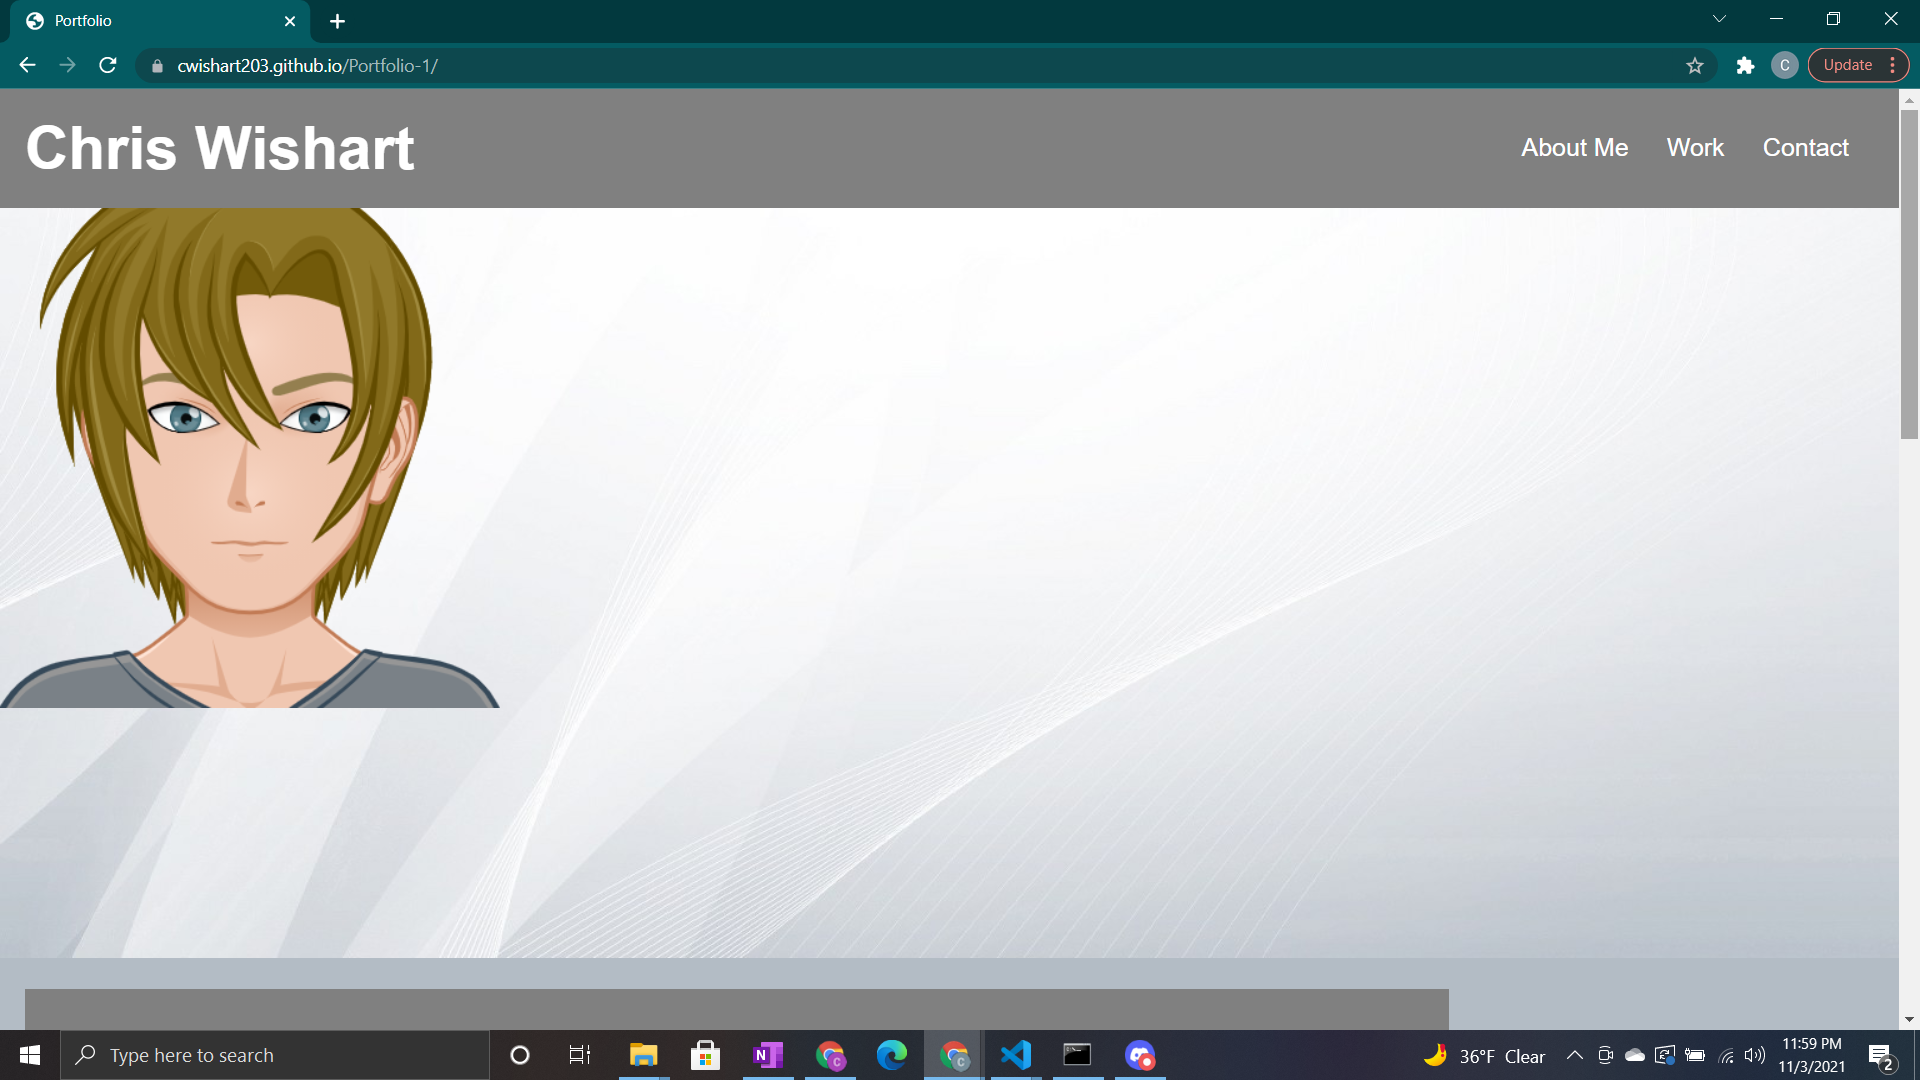 Portfolio
cwishart203.github.io/Portfolio-1/
C
Update
Chris Wishart
About Me Work Contact
Type here to search
N
C
C
36°F Clear
11:59 PM
11/3/2021
2